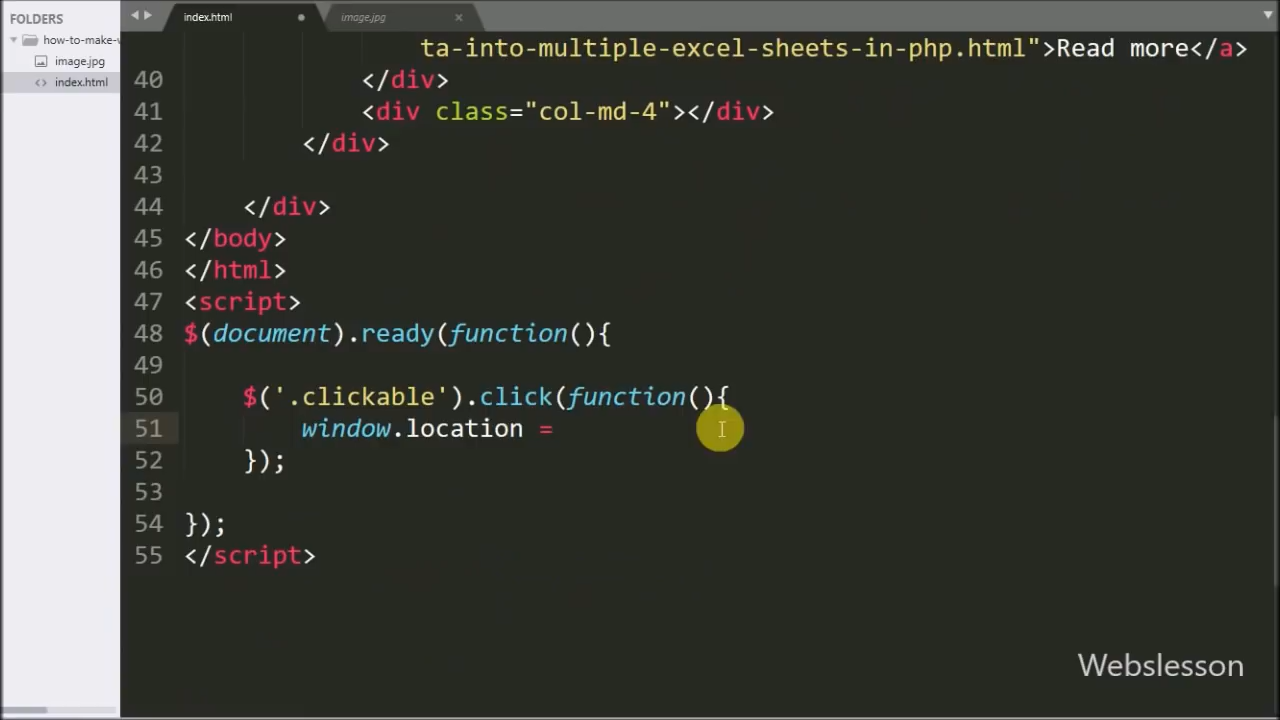 FOLDERS
how-to-make-
image.jpg
index.html
index.html
image.jpg
ta-into-multiple-excel-sheets-in-php.html">Read more</a>
40 </div>
41 <div class="col-md-4"></div>
42 </div>
43
44 </div>
45 </body>
46 </html>
47 <script>
48 $(document).ready(function(){
49
50 $('.clickable').click(function(){
51 window.location =
52 });
53
54 });
55 </script>
Webslesson